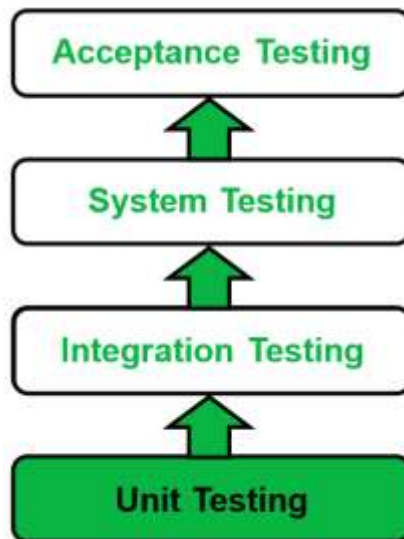 Acceptance Testing
System Testing
Integration Testing
Unit Testing